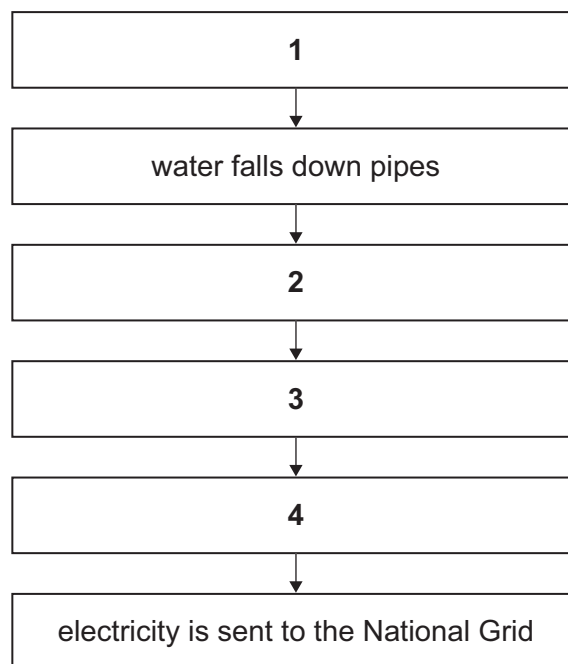 1
water falls down pipes
2
3
4
electricity is sent to the National Grid